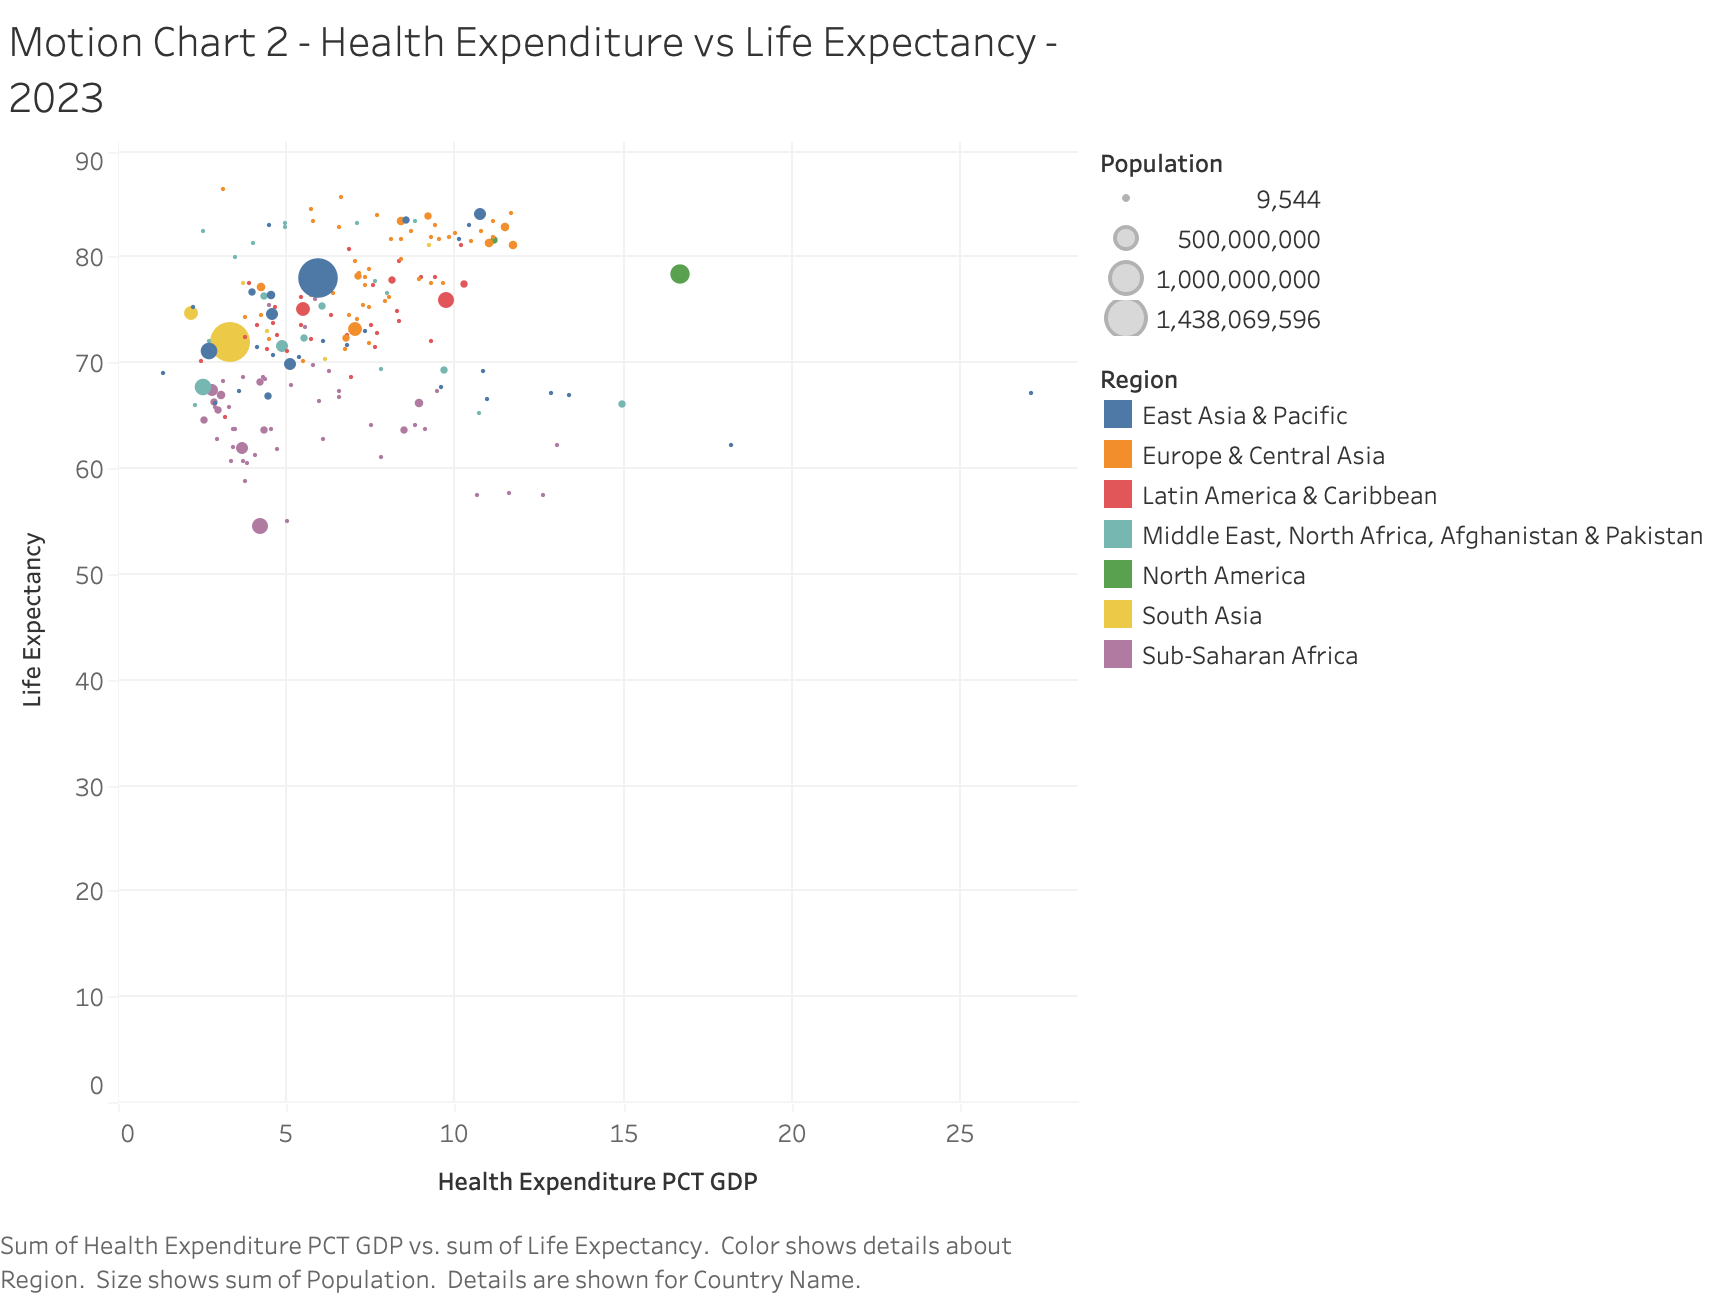 Motion Chart 2 - Health Expenditure vs Life Expectancy -
2023
90
80
70
60
50
40
30
20
10
0
Life Expectancy
0 5 10 15 20 25
Health Expenditure PCT GDP
Population
9,544
500,000,000
1,000,000,000
1,438,069,596
Region
East Asia & Pacific
Europe & Central Asia
Latin America & Caribbean
Middle East, North Africa, Afghanistan & Pakistan
North America
South Asia
Sub-Saharan Africa
Sum of Health Expenditure PCT GDP vs. sum of Life Expectancy. Color shows details about
Region. Size shows sum of Population. Details are shown for Country Name.